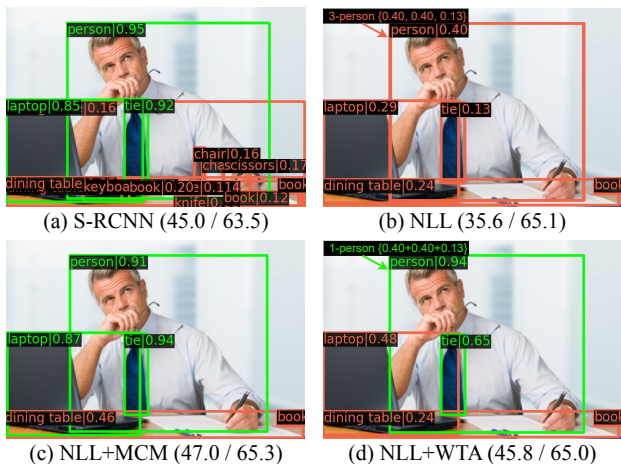 person|0.95
laptop|0.85
|0.16
tie|0.92
chair|0.16
scissors|0.17
dining table
book|0.20
book
book|0.12
knife|0.
(a) S-RCNN (45.0 / 63.5)
3-person {0.40, 0.40, 0.13}
person|0.40
laptop|0.29
tie|0.13
dining table|0.24
book
(b) NLL (35.6 / 65.1)
person|0.91
laptop|0.87
tie|0.94
dining table|0.46
book
(c) NLL+MCM (47.0 / 65.3)
1-person {0.40+0.40+0.13}
person|0.94
laptop|0.48
tie|0.65
dining table|0.24
book
(d) NLL+WTA (45.8 / 65.0)